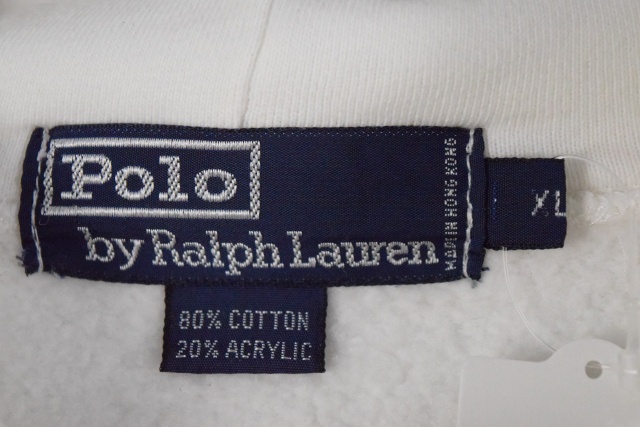 Polo
by Ralph Lauren
MADE IN HONG KONG
XL
80% COTTON
20% ACRYLIC